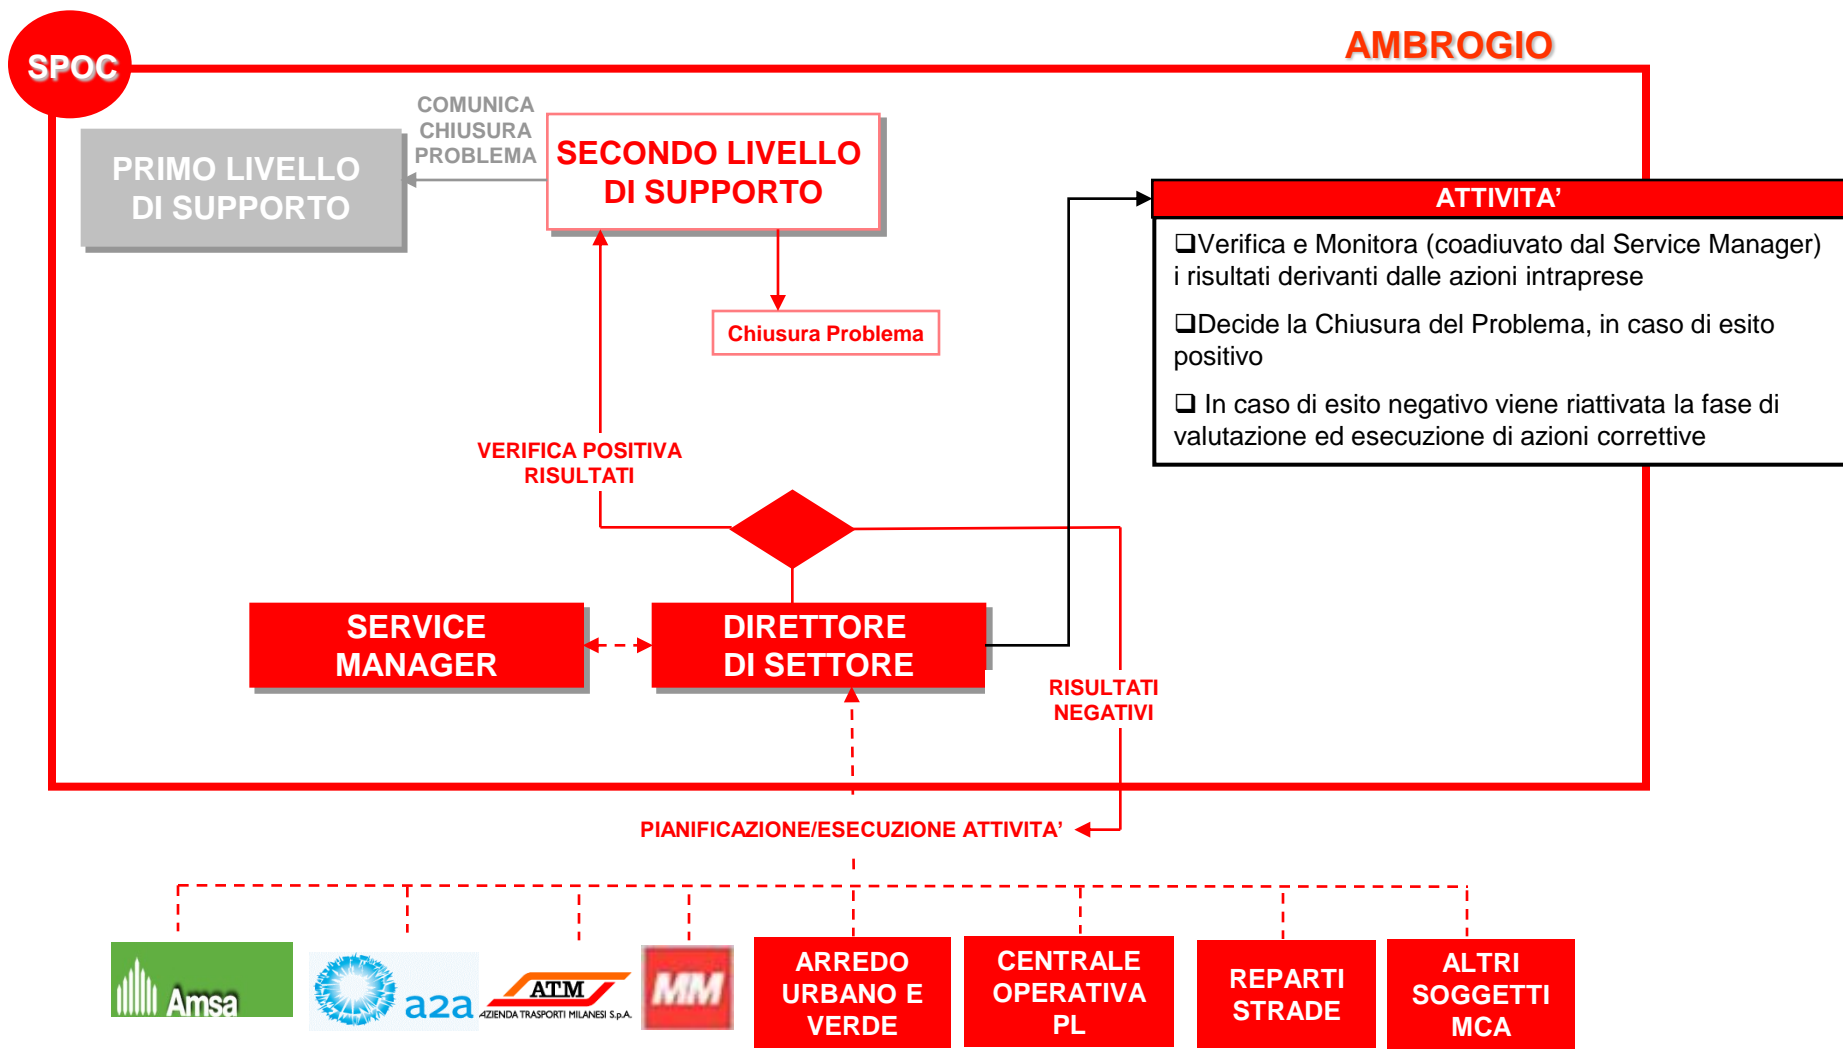 SPOC
AMBROGIO
COMUNICA
CHIUSURA
PROBLEMA
PRIMO LIVELLO
DI SUPPORTO
SECONDO LIVELLO
DI SUPPORTO
ATTIVITA’
❑Verifica e Monitora (coadiuvato dal Service Manager)
i risultati derivanti dalle azioni intraprese
❑Decide la Chiusura del Problema, in caso di esito
positivo
❑ In caso di esito negativo viene riattivata la fase di
valutazione ed esecuzione di azioni correttive
Chiusura Problema
VERIFICA POSITIVA
RISULTATI
SERVICE
MANAGER
DIRETTORE
DI SETTORE
RISULTATI
NEGATIVI
PIANIFICAZIONE/ESECUZIONE ATTIVITA’
Amsa
a2a
ATM
AZIENDA TRASPORTI MILANESI S.p.A.
MM
ARREDO
URBANO E
VERDE
CENTRALE
OPERATIVA
PL
REPARTI
STRADE
ALTRI
SOGGETTI
MCA